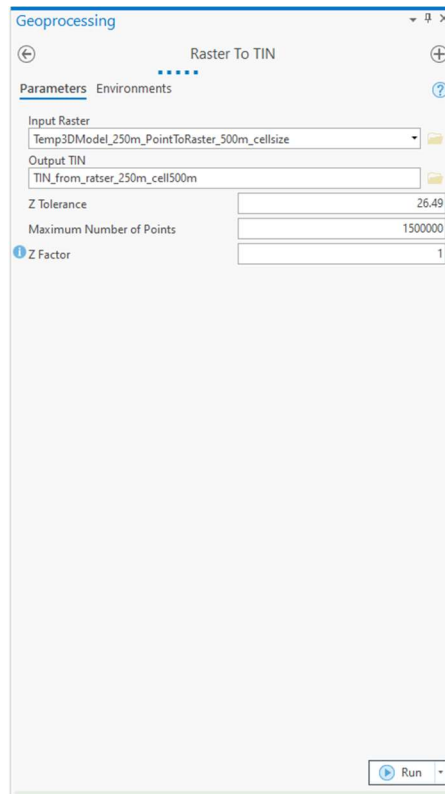 Geoprocessing
Raster To TIN
Parameters Environments
Input Raster
Temp3DModel_250m_PointToRaster_500m_cellsize
Output TIN
TIN_from_ratser_250m_cell500m
Z Tolerance 26.49
Maximum Number of Points 1500000
Z Factor 1
Run